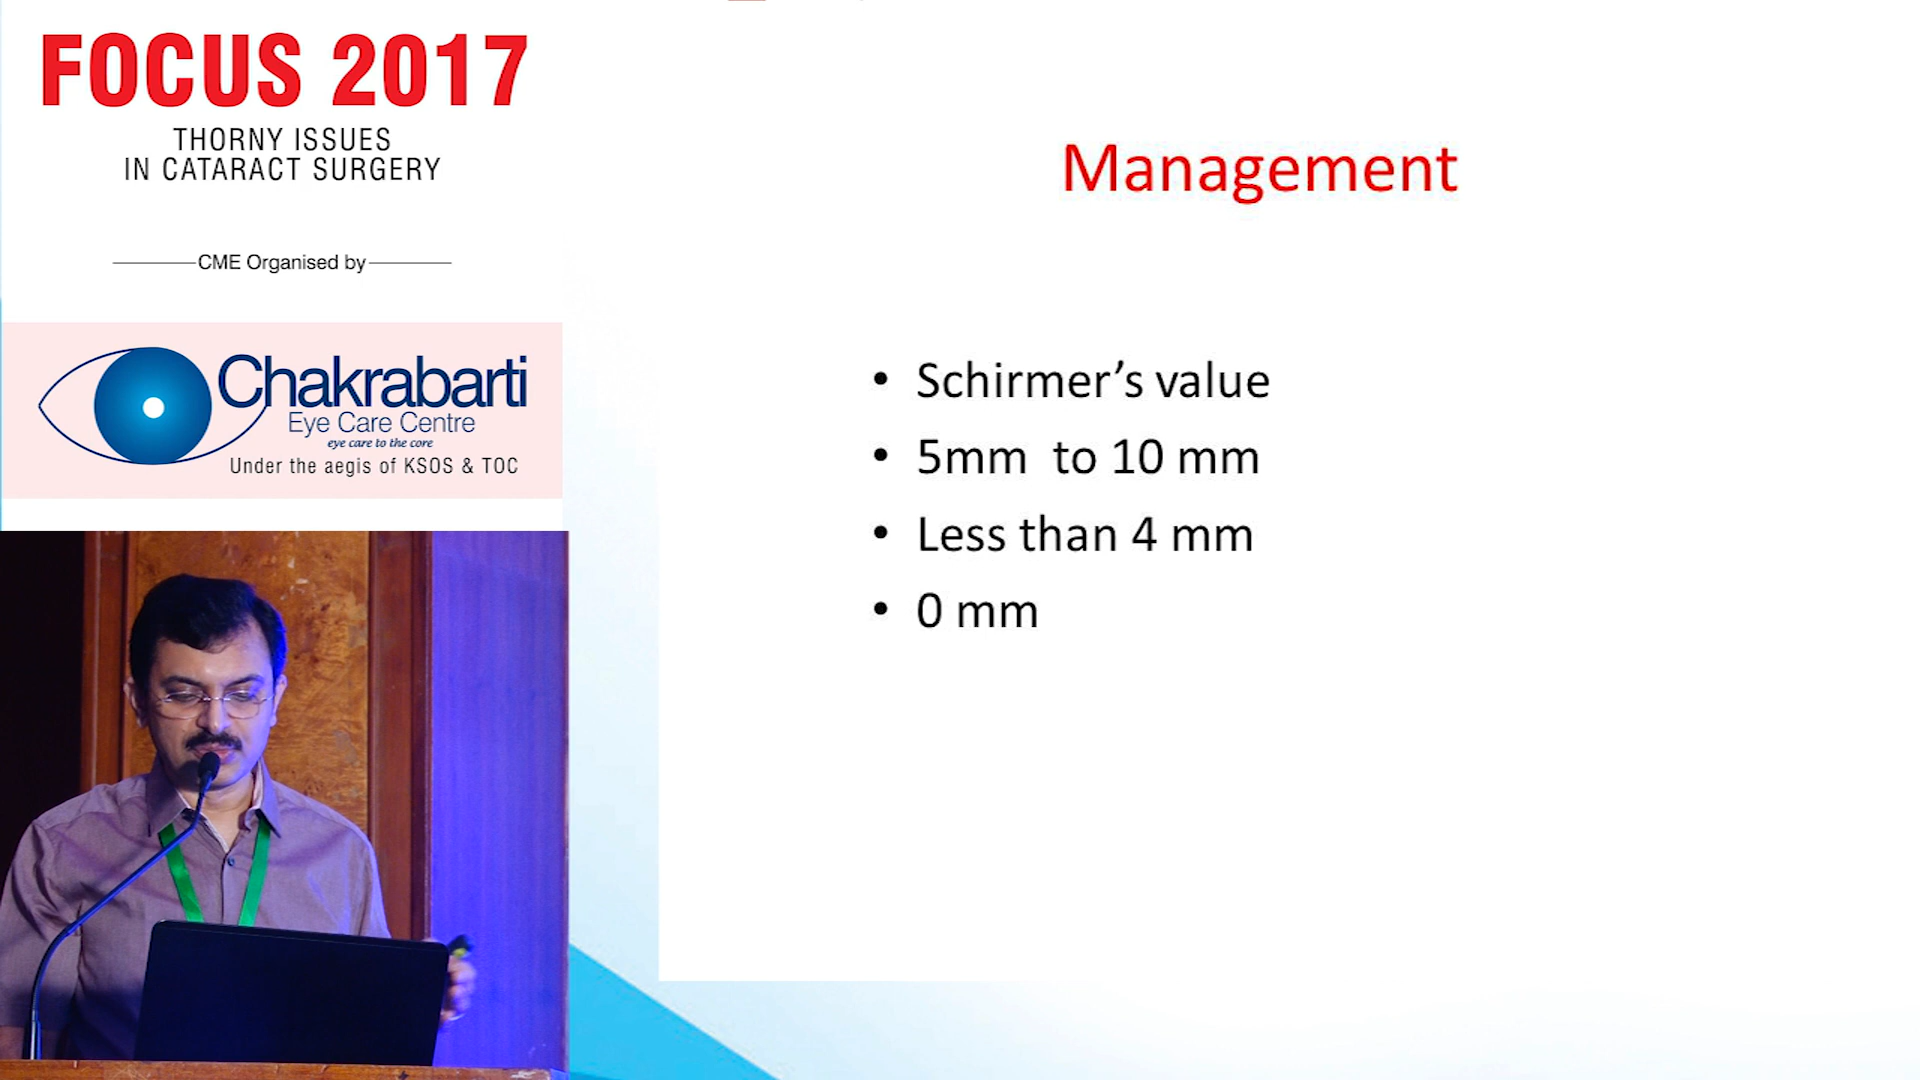 FOCUS 2017
THORNY ISSUES
IN CATARACT SURGERY
CME Organised by
Chakrabarti
Eye Care Centre
eye care to the core
Under the aegis of KSOS & TOC
Management
• Schirmer’s value
• 5mm to 10 mm
• Less than 4 mm
• 0 mm